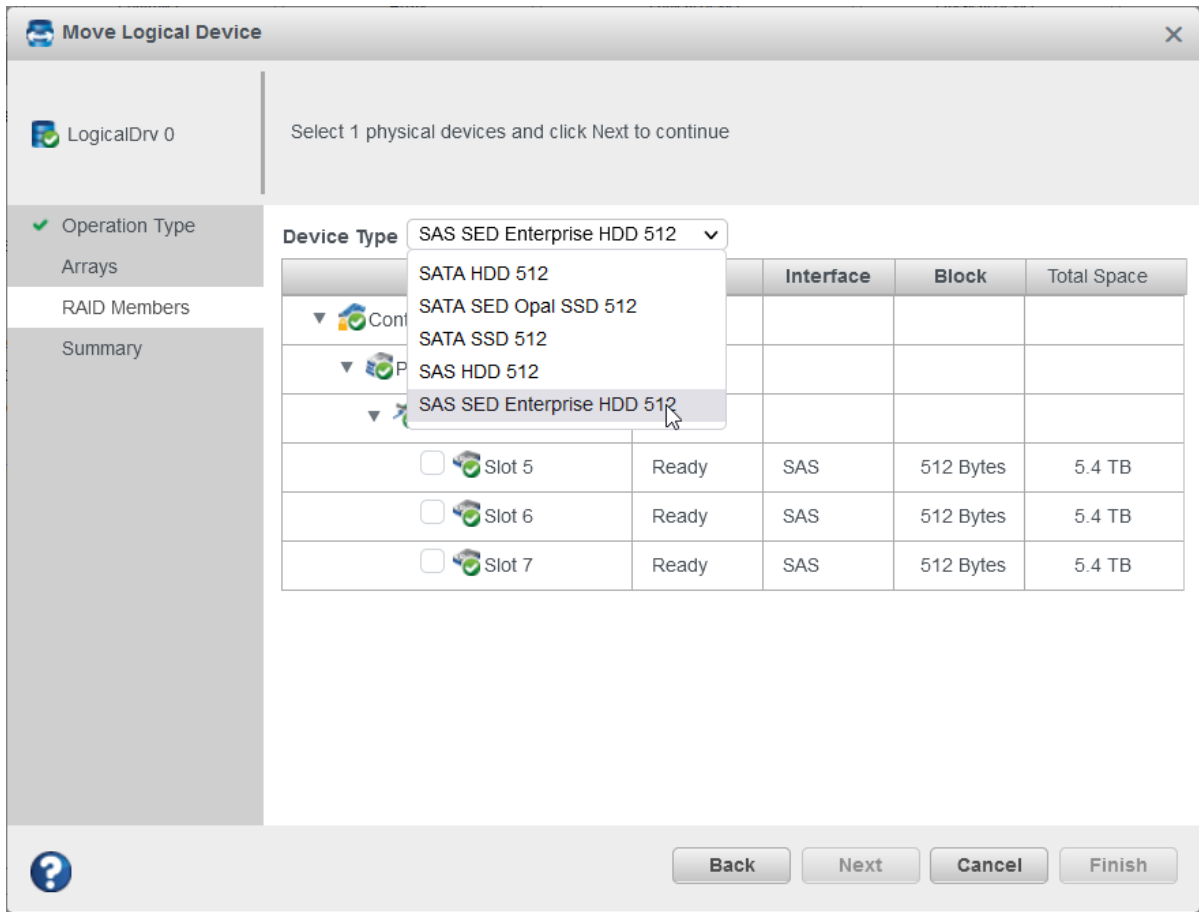 Move Logical Device
LogicalDrv 0
Select 1 physical devices and click Next to continue
Operation Type
Arrays
RAID Members
Summary
Device Type SAS SED Enterprise HDD 512
SATA HDD 512
SATA SED Opal SSD 512
SATA SSD 512
SAS HDD 512
SAS SED Enterprise HDD 512
Interface Block Total Space
Slot 5 Ready SAS 512 Bytes 5.4 TB
Slot 6 Ready SAS 512 Bytes 5.4 TB
Slot 7 Ready SAS 512 Bytes 5.4 TB
Back Next Cancel Finish